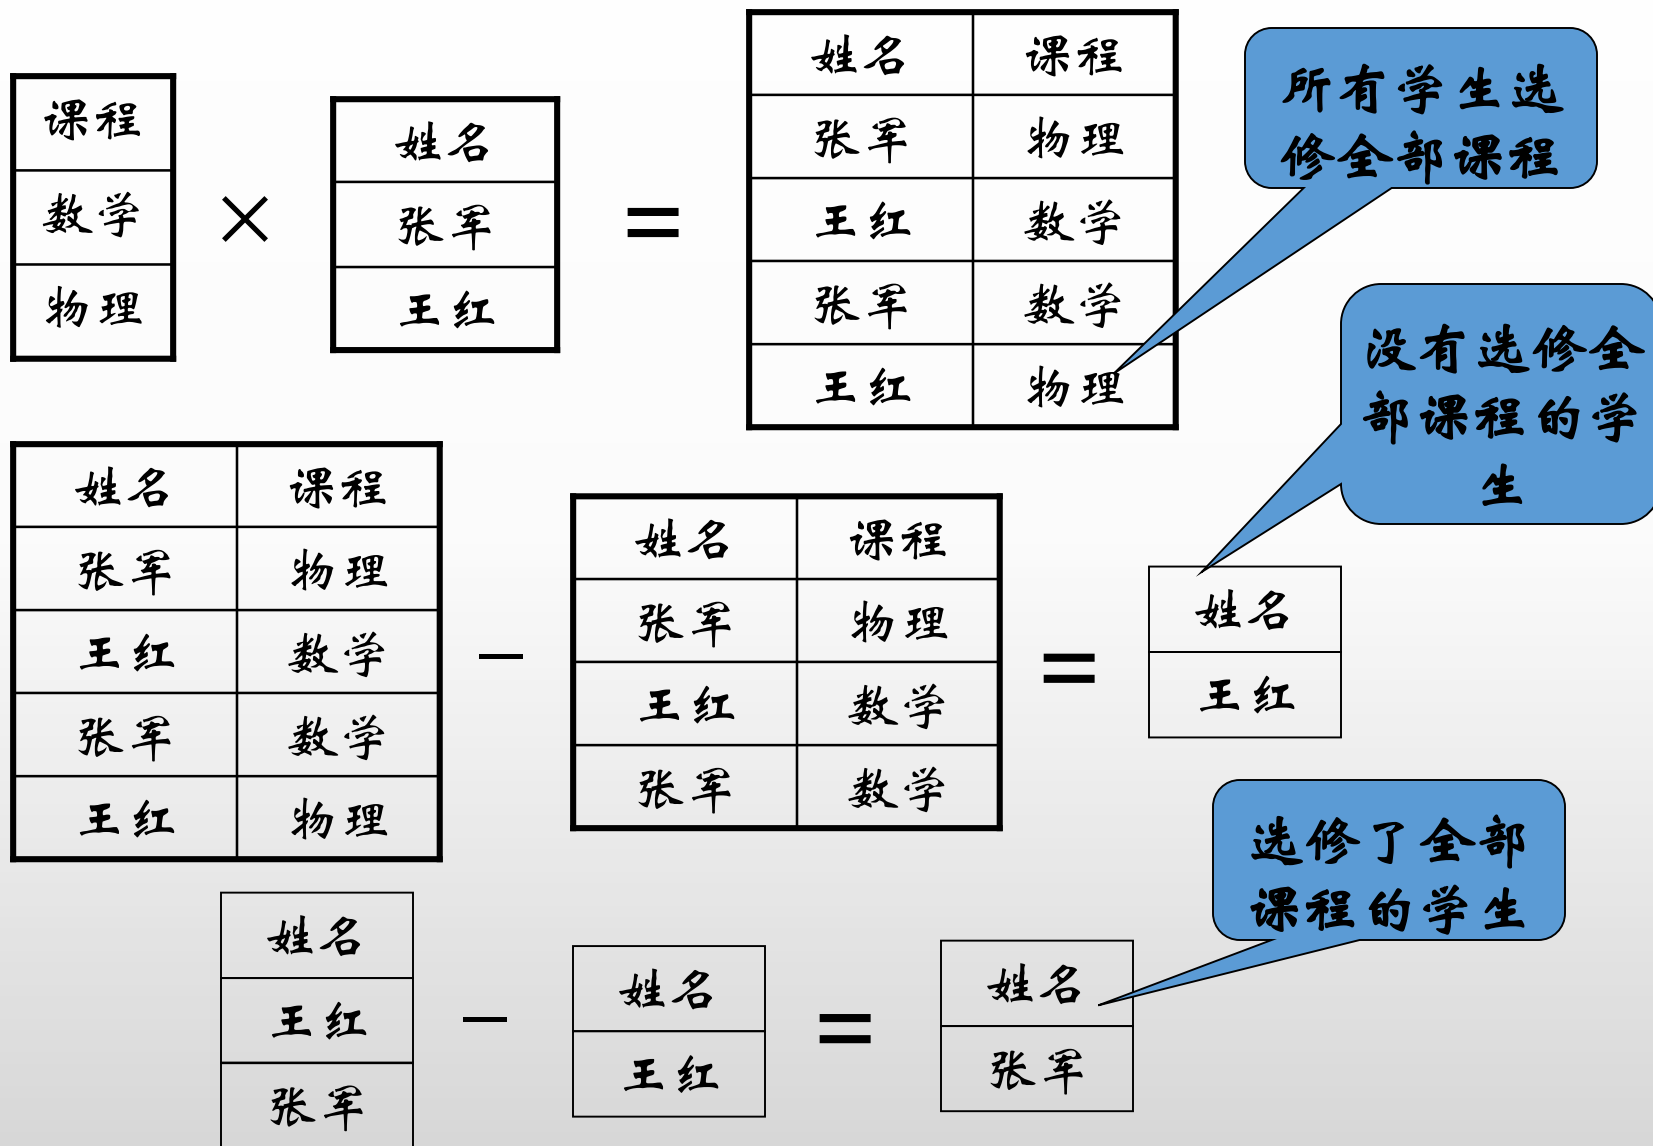 课程
数学
物理
×
姓名
张军
王红
=
姓名 课程
张军 物理
王红 数学
张军 数学
王红 物理
所有学生选
修全部课程
没有选修全
部课程的学
生
姓名 课程
张军 物理
王红 数学
张军 数学
王红 物理
−
姓名 课程
张军 物理
王红 数学
张军 数学
=
姓名
王红
选修了全部
课程的学生
姓名
王红
张军
−
姓名
王红
=
姓名
张军